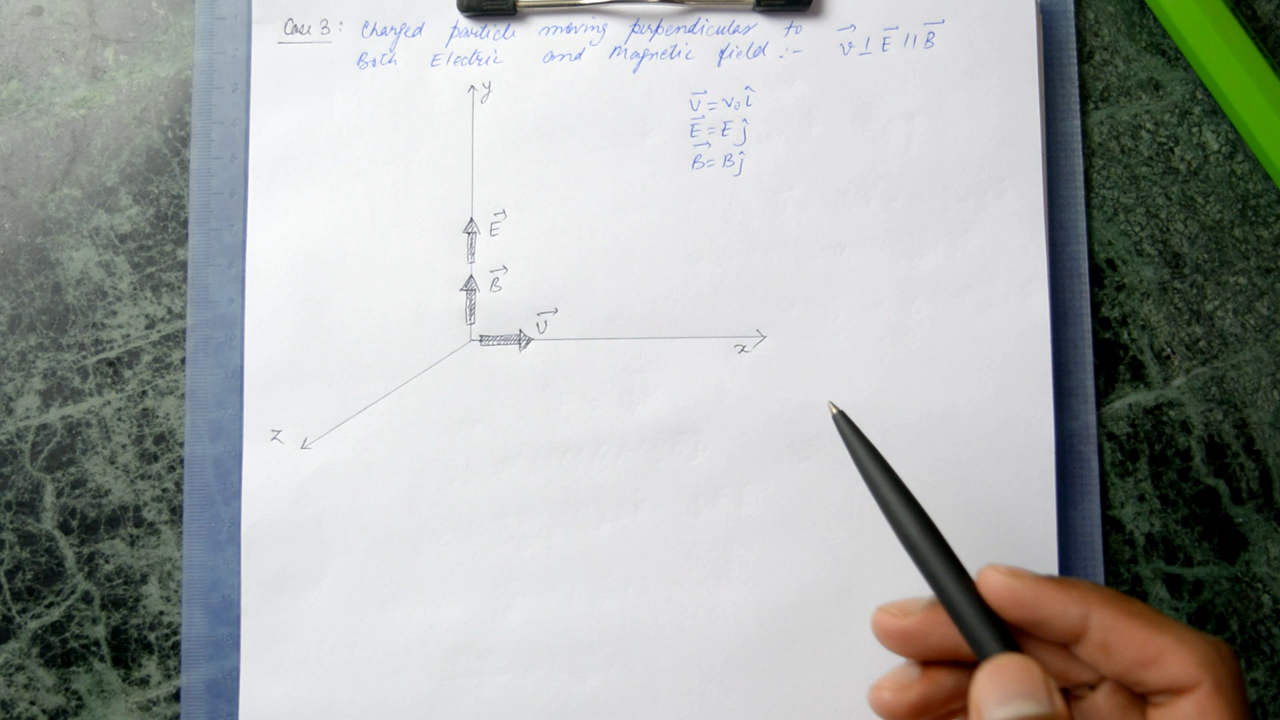 Case 3: Charged particle moving perpendicular to
Both Electric and Magnetic field :- v⃗ ⊥ E⃗ || B⃗
y
v⃗ = v₀ î
E⃗ = E ĵ
B⃗ = B ĵ
E⃗
B⃗
v⃗
x
z